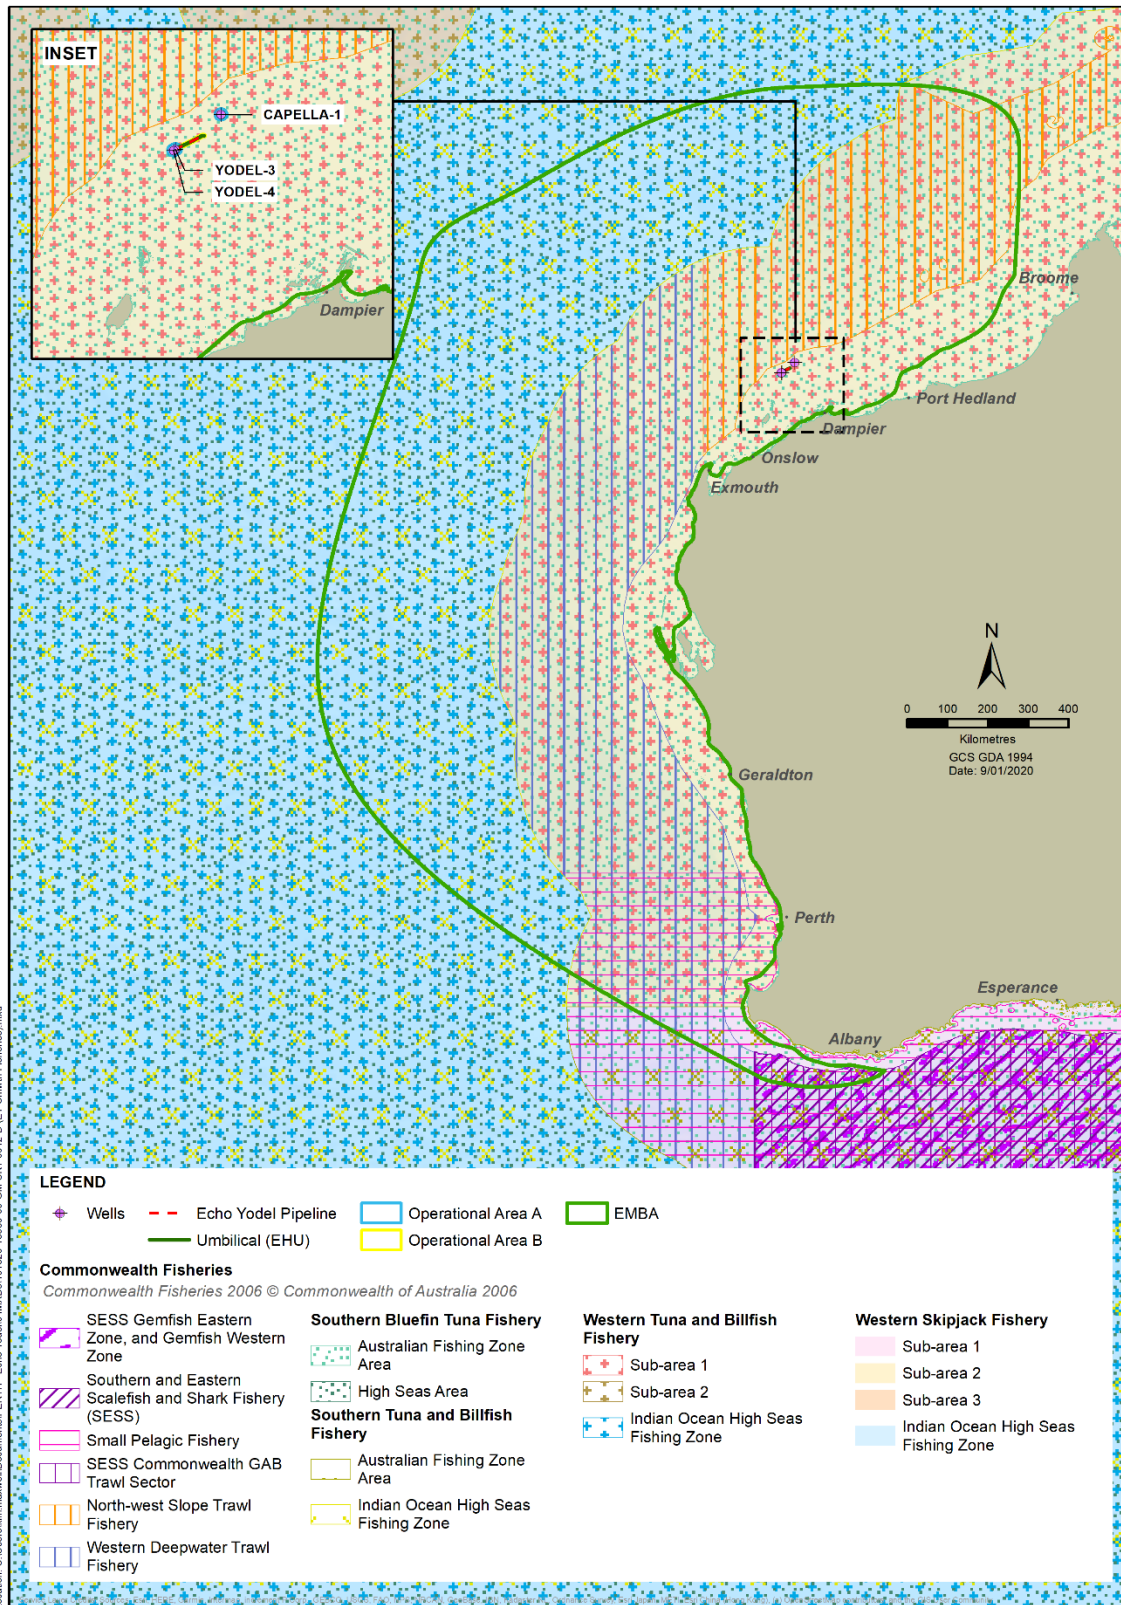 INSET
CAPELLA-1
YODEL-3
YODEL-4
Dampier
Broome
Port Hedland
Dampier
Onslow
Exmouth
N
0 100 200 300 400
Kilometres
GCS GDA 1994
Date: 9/01/2020
Geraldton
Perth
Esperance
Albany
LEGEND
Wells
Echo Yodel Pipeline
Operational Area A
EMBA
Umbilical (EHU)
Operational Area B
Commonwealth Fisheries
Commonwealth Fisheries 2006 © Commonwealth of Australia 2006
SESS Gemfish Eastern
Zone, and Gemfish Western
Zone
Southern and Eastern
Scalefish and Shark Fishery
(SESS)
Small Pelagic Fishery
SESS Commonwealth GAB
Trawl Sector
North-west Slope Trawl
Fishery
Western Deepwater Trawl
Fishery
Southern Bluefin Tuna Fishery
Australian Fishing Zone
Area
High Seas Area
Southern Tuna and Billfish
Fishery
Australian Fishing Zone
Area
Indian Ocean High Seas
Fishing Zone
Western Tuna and Billfish
Fishery
Sub-area 1
Sub-area 2
Indian Ocean High Seas
Fishing Zone
Western Skipjack Fishery
Sub-area 1
Sub-area 2
Sub-area 3
Indian Ocean High Seas
Fishing Zone